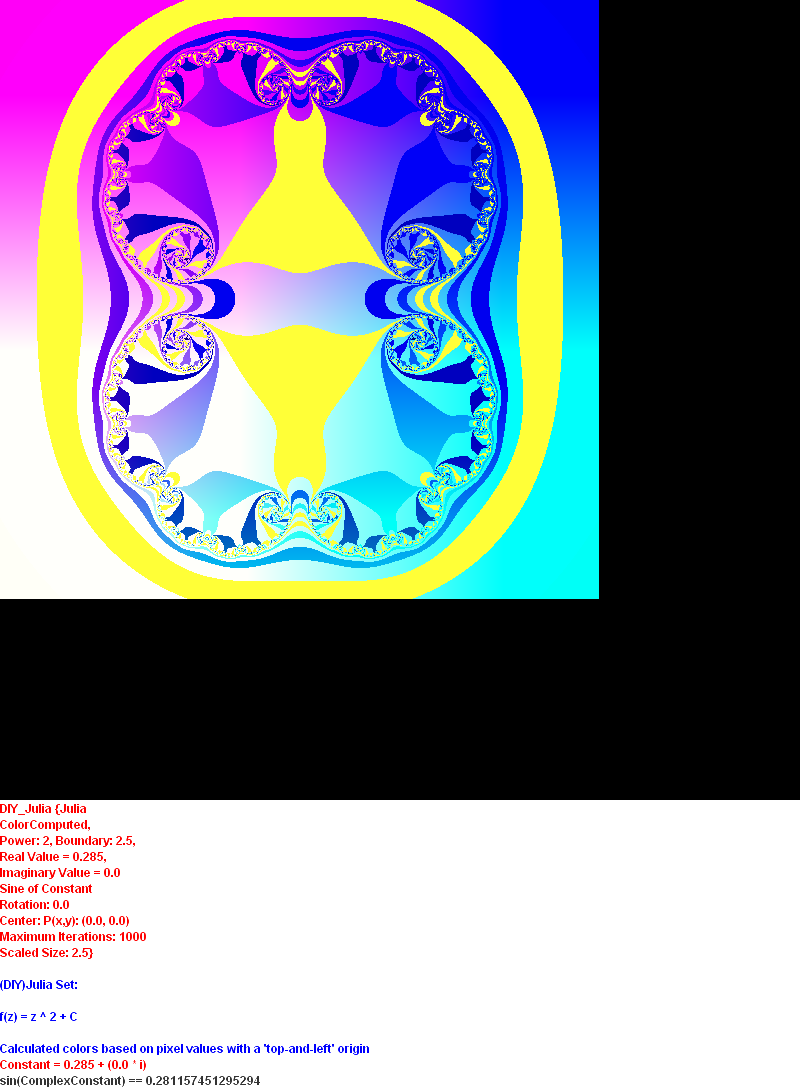 DIY_Julia {Julia
ColorComputed,
Power: 2, Boundary: 2.5,
Real Value = 0.285,
Imaginary Value = 0.0
Sine of Constant
Rotation: 0.0
Center: P(x,y): (0.0, 0.0)
Maximum Iterations: 1000
Scaled Size: 2.5}
(DIY)Julia Set:
f(z) = z ^ 2 + C
Calculated colors based on pixel values with a 'top-and-left' origin
Constant = 0.285 + (0.0 * i)
sin(ComplexConstant) == 0.281157451295294